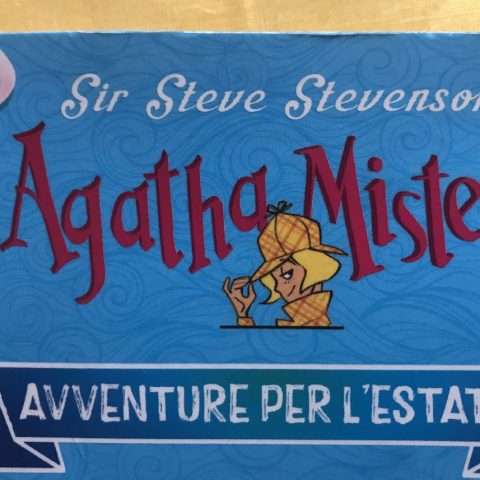 Sir Steve Stevenson
Agatha Miste
AVVENTURE PER L'ESTAT